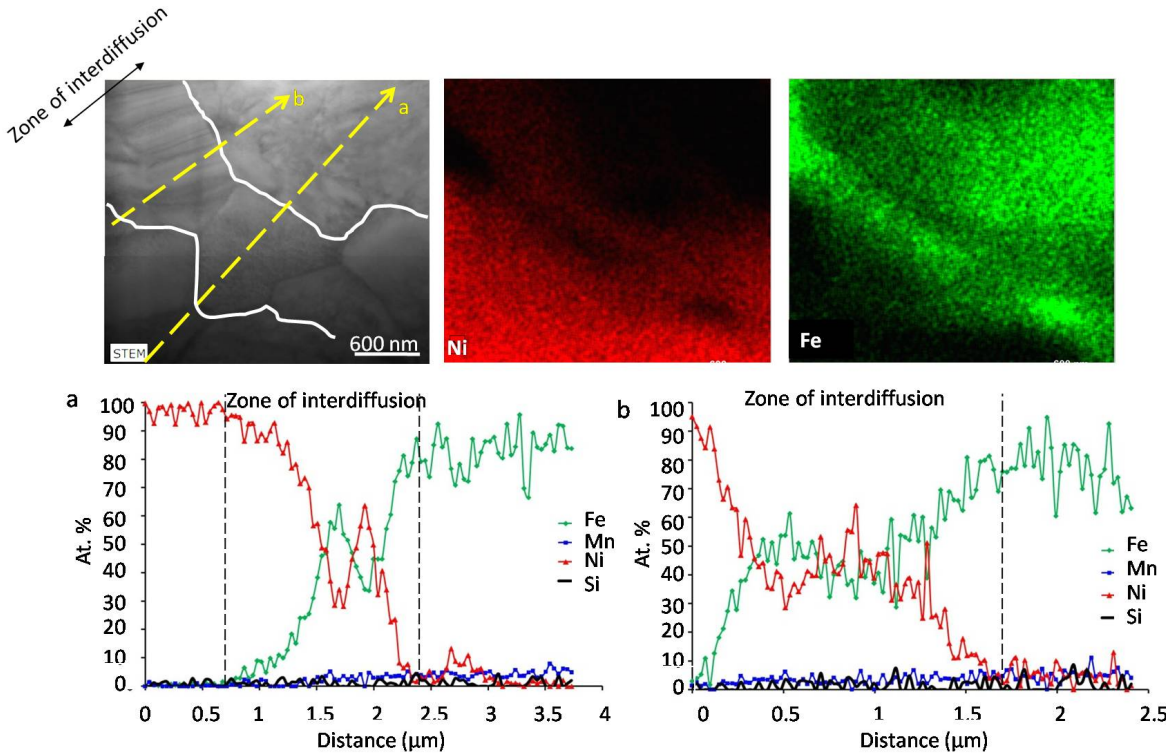 Zone of interdiffusion
b
a
STEM
600 nm
Ni
Fe
a
Zone of interdiffusion
100
90
80
70
60
50
40
30
20
10
0
At. %
0
0.5
1
1.5
2
2.5
3
3.5
4
Distance (µm)
Fe
Mn
Ni
Si
b
Zone of interdiffusion
100
90
80
70
60
50
40
30
20
10
0
At. %
0
0.5
1
1.5
2
2.5
Distance (µm)
Fe
Mn
Ni
Si